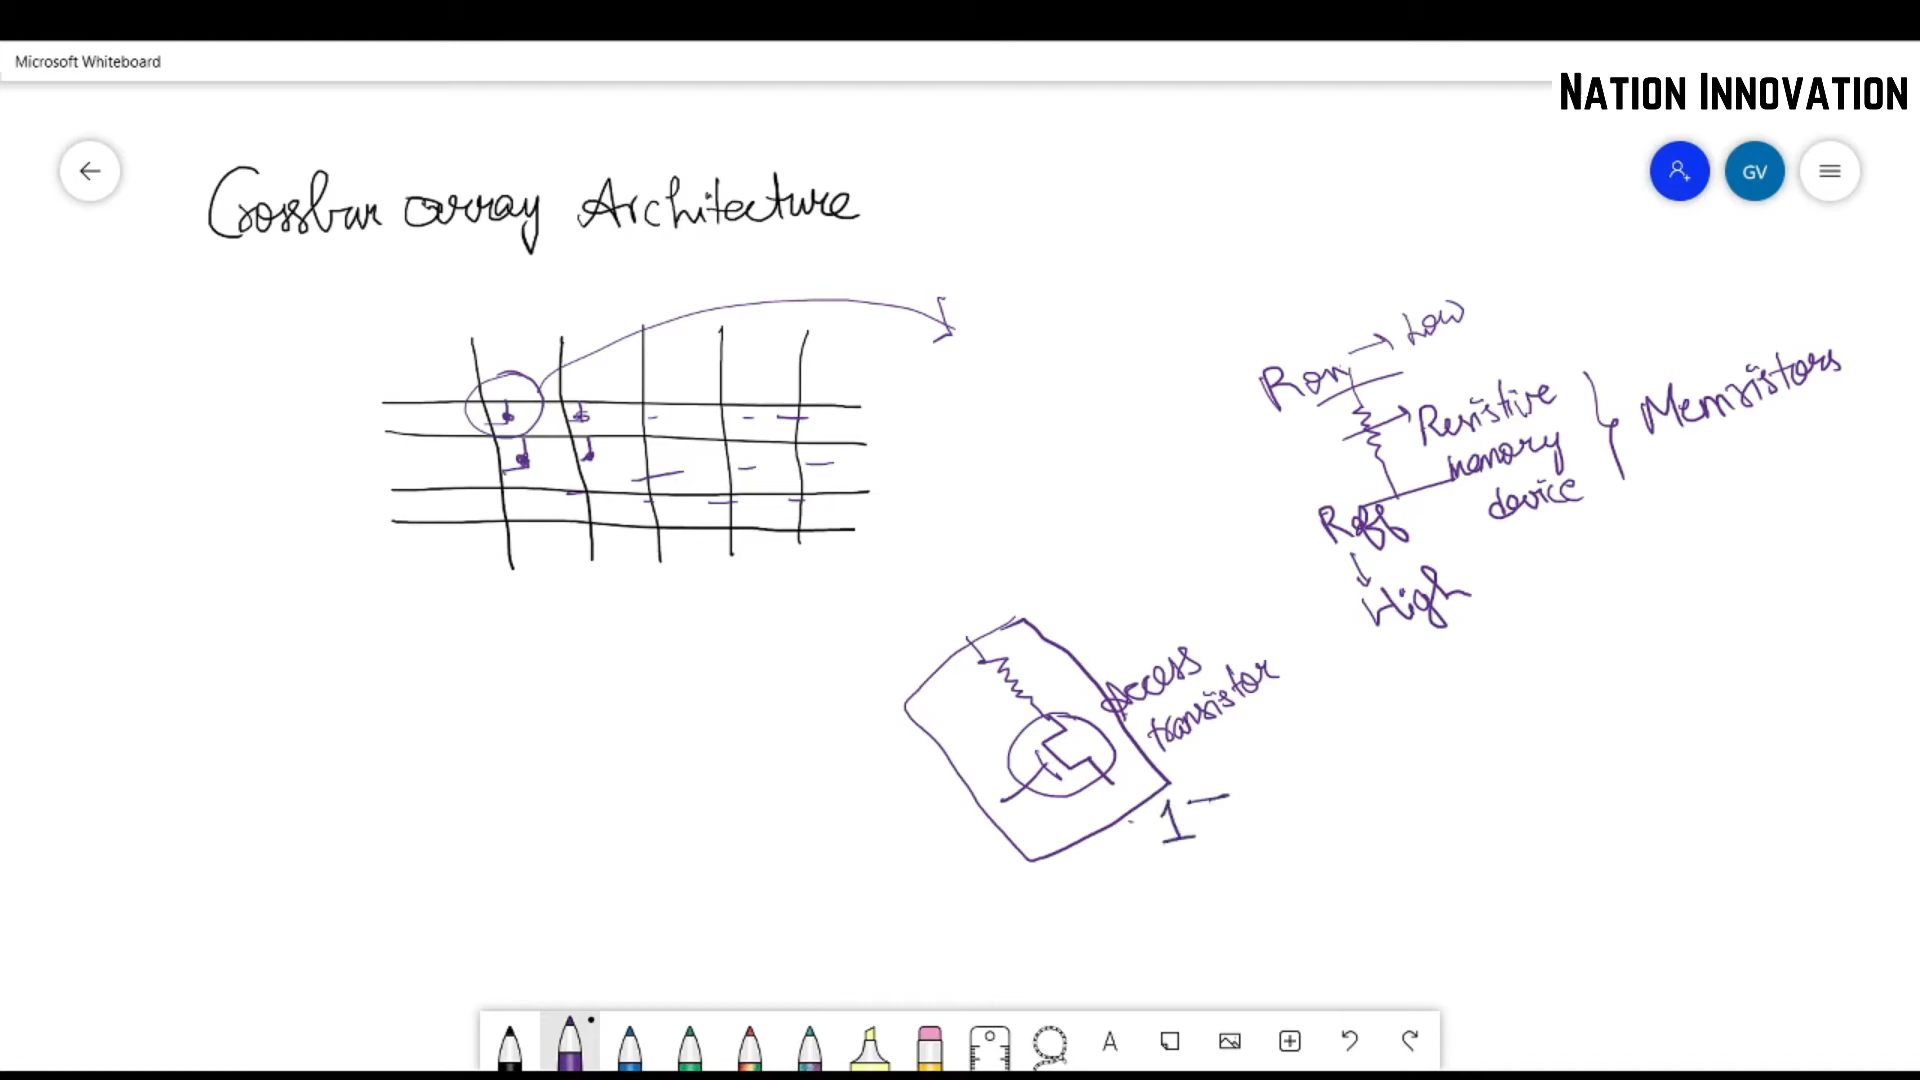 Microsoft Whiteboard
NATION INNOVATION
GV
Crossbar array Architecture
Ron → Low
Resistive
memory
device
Memristors
Roff
High
Access
transistor
1
A